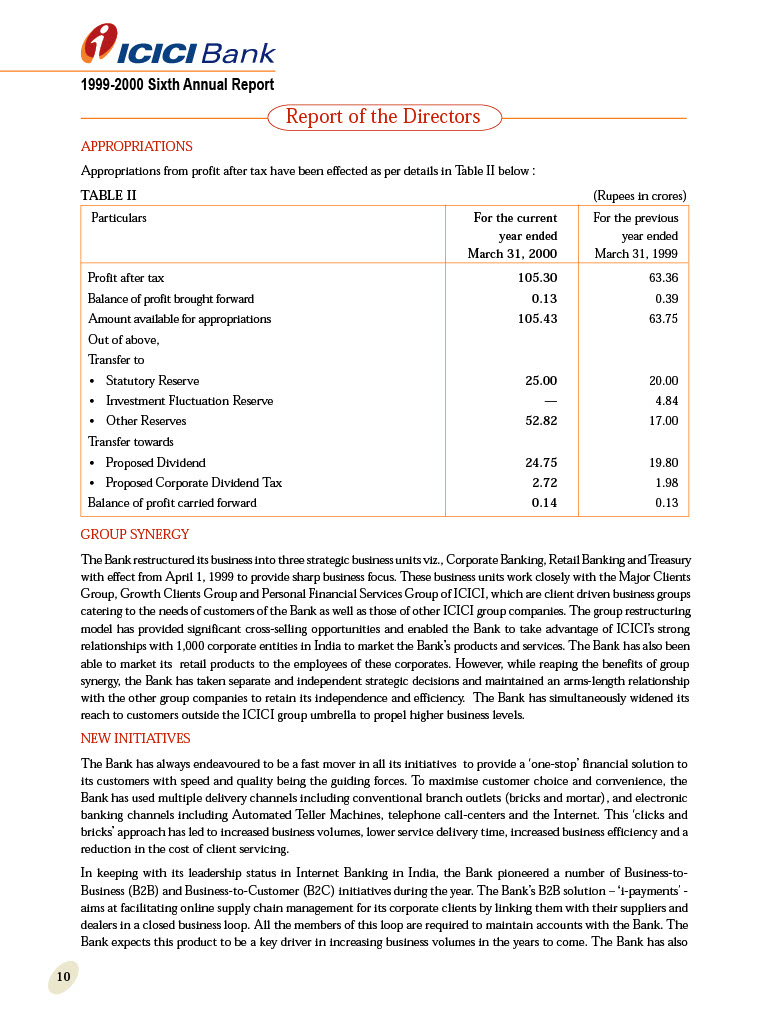 ICICI Bank
1999-2000 Sixth Annual Report
Report of the Directors
APPROPRIATIONS
Appropriations from profit after tax have been effected as per details in Table II below :
TABLE II (Rupees in crores)
Particulars For the current For the previous
year ended year ended
March 31, 2000 March 31, 1999
Profit after tax 105.30 63.36
Balance of profit brought forward 0.13 0.39
Amount available for appropriations 105.43 63.75
Out of above,
Transfer to
• Statutory Reserve 25.00 20.00
• Investment Fluctuation Reserve — 4.84
• Other Reserves 52.82 17.00
Transfer towards
• Proposed Dividend 24.75 19.80
• Proposed Corporate Dividend Tax 2.72 1.98
Balance of profit carried forward 0.14 0.13
GROUP SYNERGY
The Bank restructured its business into three strategic business units viz., Corporate Banking, Retail Banking and Treasury
with effect from April 1, 1999 to provide sharp business focus. These business units work closely with the Major Clients
Group, Growth Clients Group and Personal Financial Services Group of ICICI, which are client driven business groups
catering to the needs of customers of the Bank as well as those of other ICICI group companies. The group restructuring
model has provided significant cross-selling opportunities and enabled the Bank to take advantage of ICICI's strong
relationships with 1,000 corporate entities in India to market the Bank's products and services. The Bank has also been
able to market its retail products to the employees of these corporates. However, while reaping the benefits of group
synergy, the Bank has taken separate and independent strategic decisions and maintained an arms-length relationship
with the other group companies to retain its independence and efficiency. The Bank has simultaneously widened its
reach to customers outside the ICICI group umbrella to propel higher business levels.
NEW INITIATIVES
The Bank has always endeavoured to be a fast mover in all its initiatives to provide a 'one-stop' financial solution to
its customers with speed and quality being the guiding forces. To maximise customer choice and convenience, the
Bank has used multiple delivery channels including conventional branch outlets (bricks and mortar), and electronic
banking channels including Automated Teller Machines, telephone call-centers and the Internet. This 'clicks and
bricks' approach has led to increased business volumes, lower service delivery time, increased business efficiency and a
reduction in the cost of client servicing.
In keeping with its leadership status in Internet Banking in India, the Bank pioneered a number of Business-to-
Business (B2B) and Business-to-Customer (B2C) initiatives during the year. The Bank's B2B solution – 'i-payments' -
aims at facilitating online supply chain management for its corporate clients by linking them with their suppliers and
dealers in a closed business loop. All the members of this loop are required to maintain accounts with the Bank. The
Bank expects this product to be a key driver in increasing business volumes in the years to come. The Bank has also
10